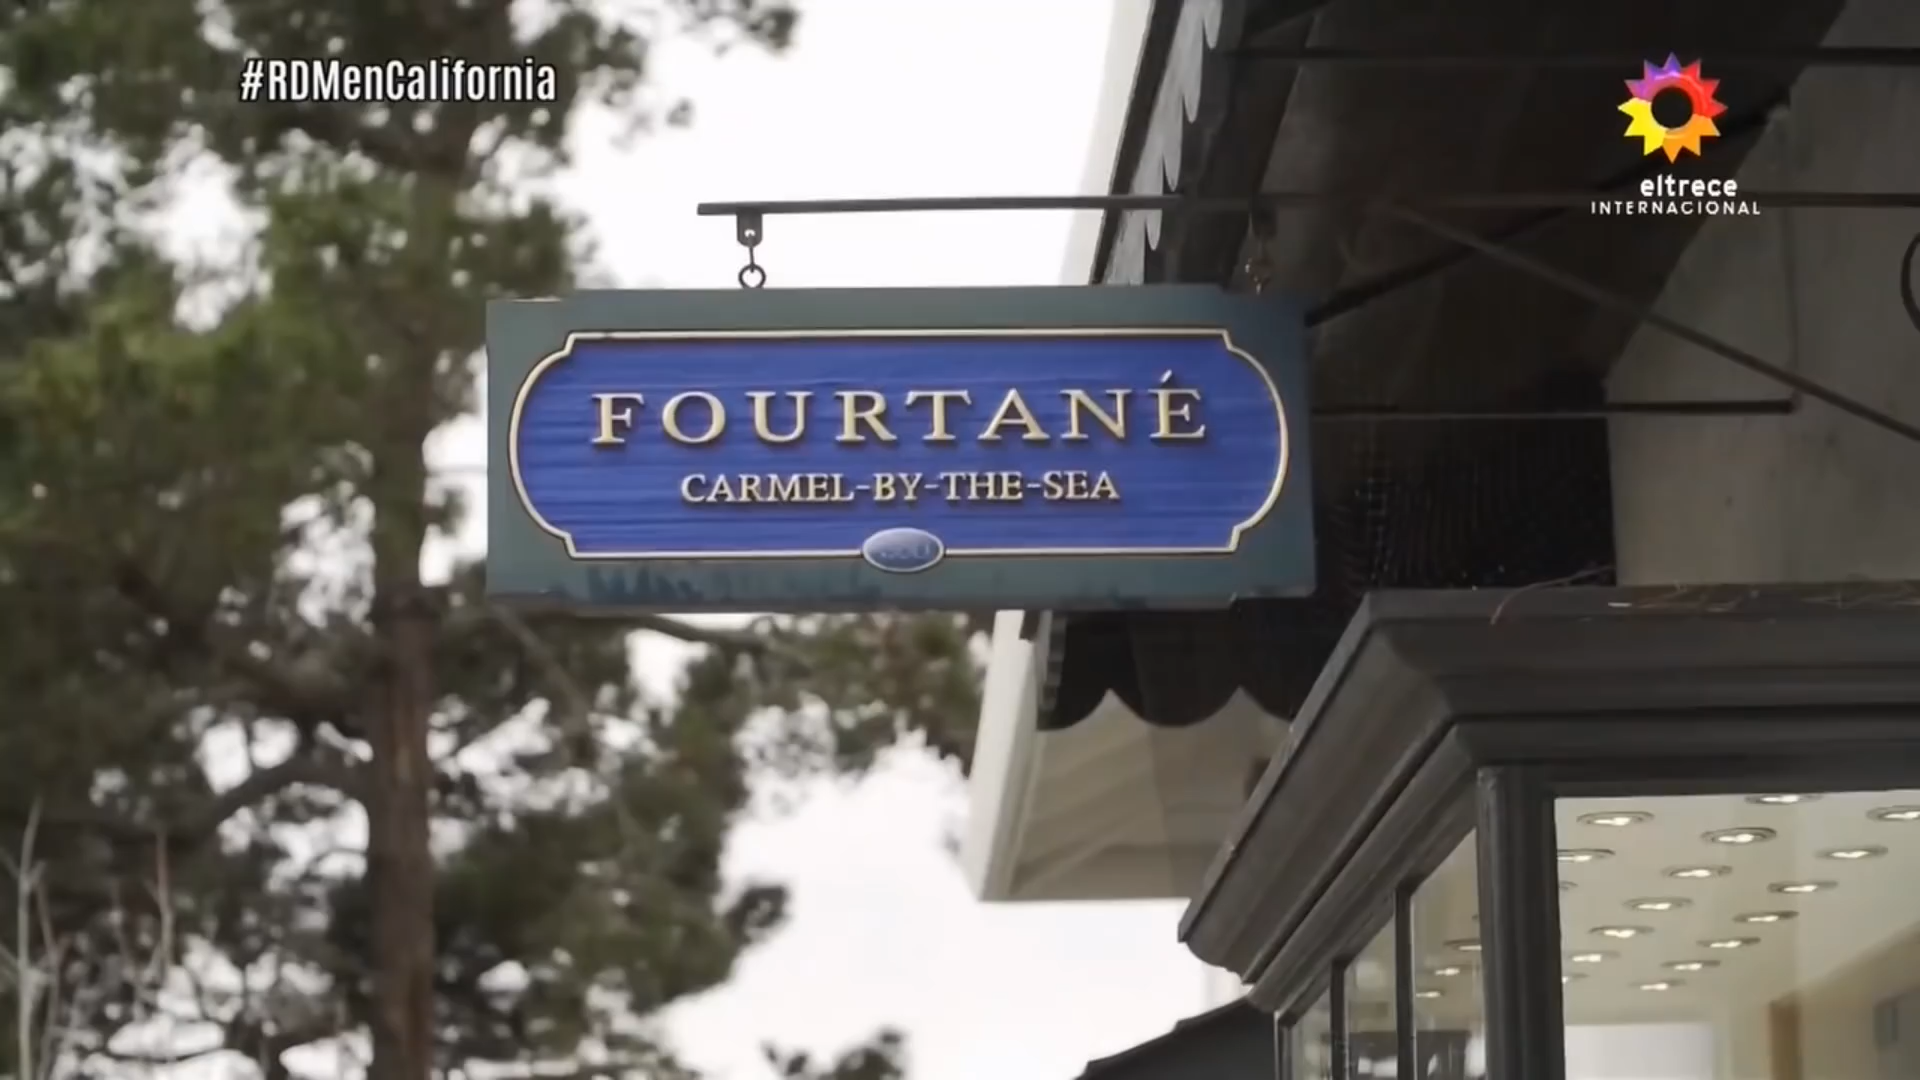 #RDMenCalifornia
eltrece
INTERNACIONAL
FOURTANÉ
CARMEL-BY-THE-SEA